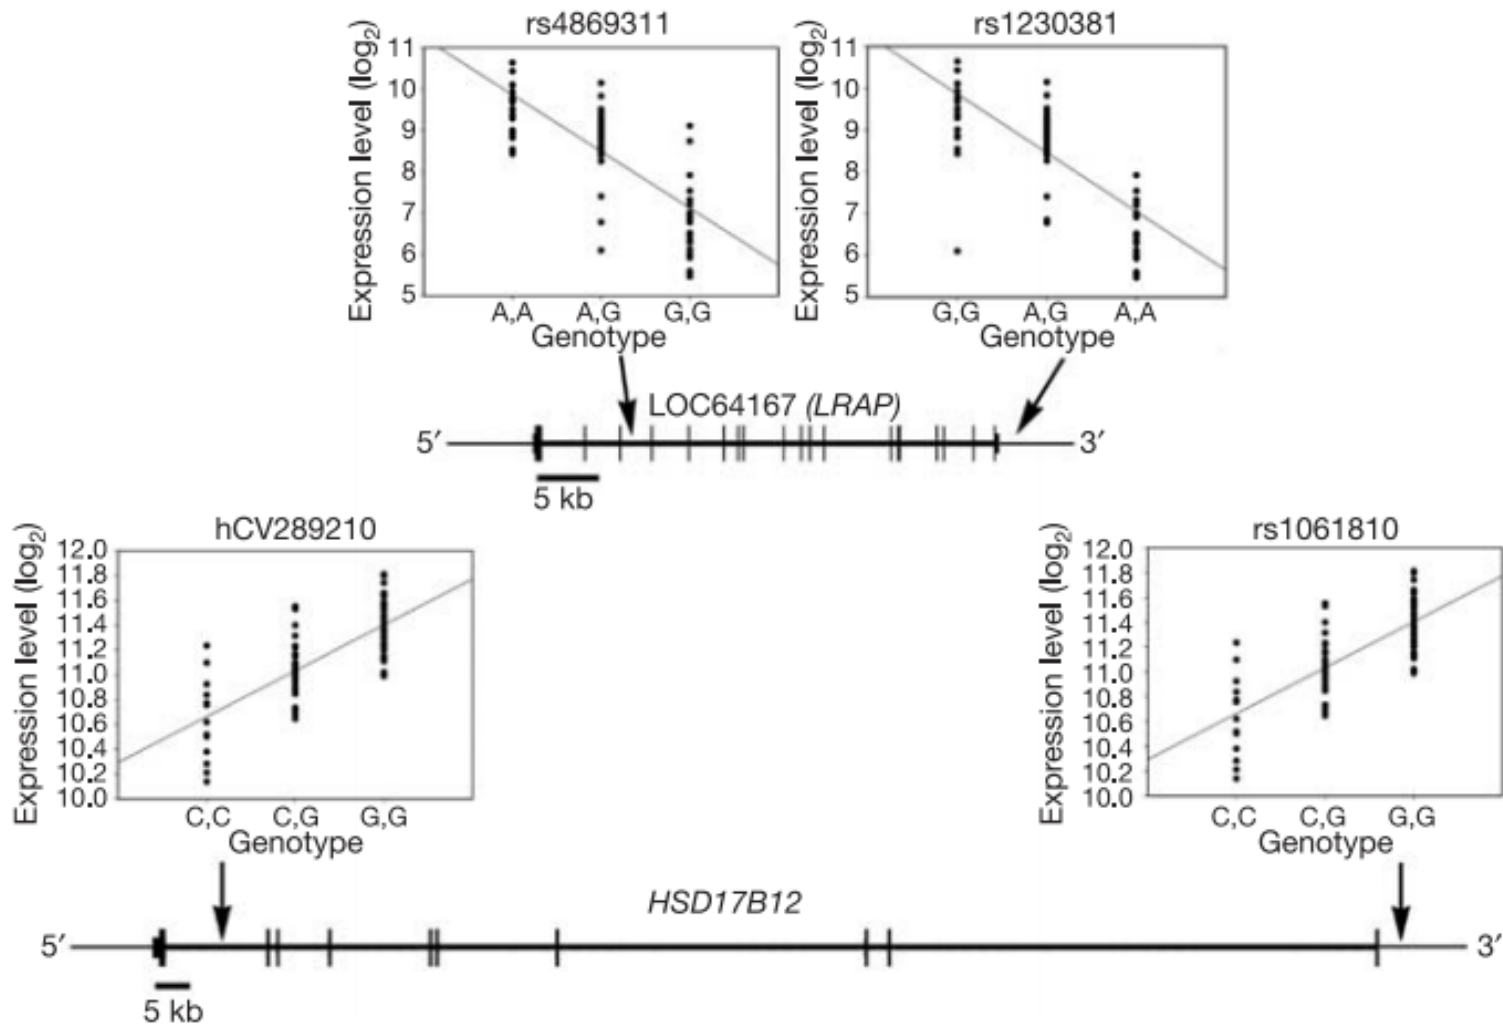 rs4869311
Expression level (log2)
11
10
9
8
7
6
5
A,A A,G G,G
Genotype
rs1230381
Expression level (log2)
11
10
9
8
7
6
5
G,G A,G A,A
Genotype
LOC64167 (LRAP)
5′ 3′
5 kb
hCV289210
Expression level (log2)
12.0
11.8
11.6
11.4
11.2
11.0
10.8
10.6
10.4
10.2
10.0
C,C C,G G,G
Genotype
rs1061810
Expression level (log2)
12.0
11.8
11.6
11.4
11.2
11.0
10.8
10.6
10.4
10.2
10.0
C,C C,G G,G
Genotype
HSD17B12
5′ 3′
5 kb